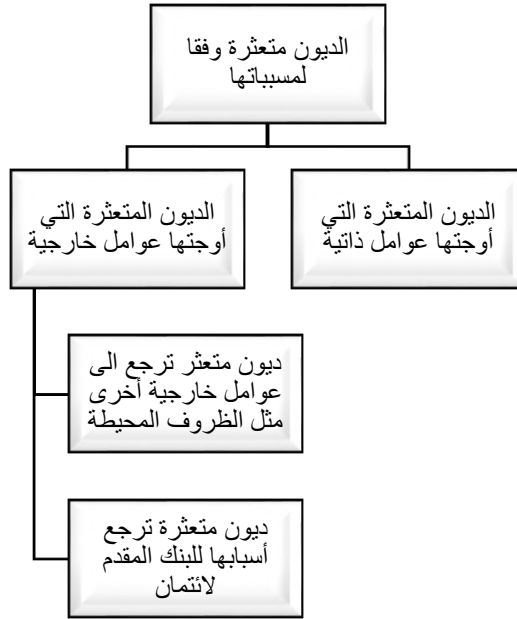 الديون متعثرة وفقا
لمسبباتها
الديون المتعثرة التي
أوجتها عوامل ذاتية
الديون المتعثرة التي
أوجتها عوامل خارجية
ديون متعثر ترجع الى
عوامل خارجية أخرى
مثل الظروف المحيطة
ديون متعثرة ترجع
أسبابها للبنك المقدم
لائتمان